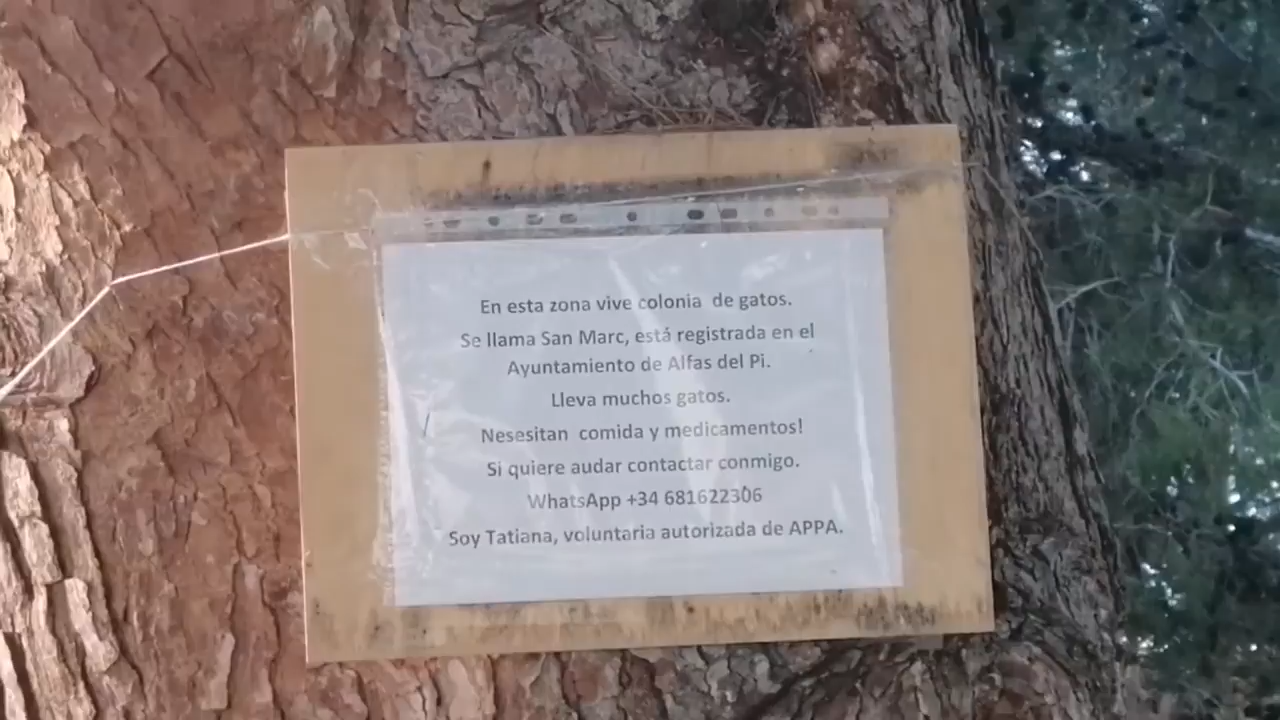 En esta zona vive colonia de gatos.
Se llama San Marc, está registrada en el
Ayuntamiento de Alfas del Pi.
Lleva muchos gatos.
Nesesitan comida y medicamentos!
Si quiere audar contactar conmigo.
WhatsApp +34 681622306
Soy Tatiana, voluntaria autorizada de APPA.